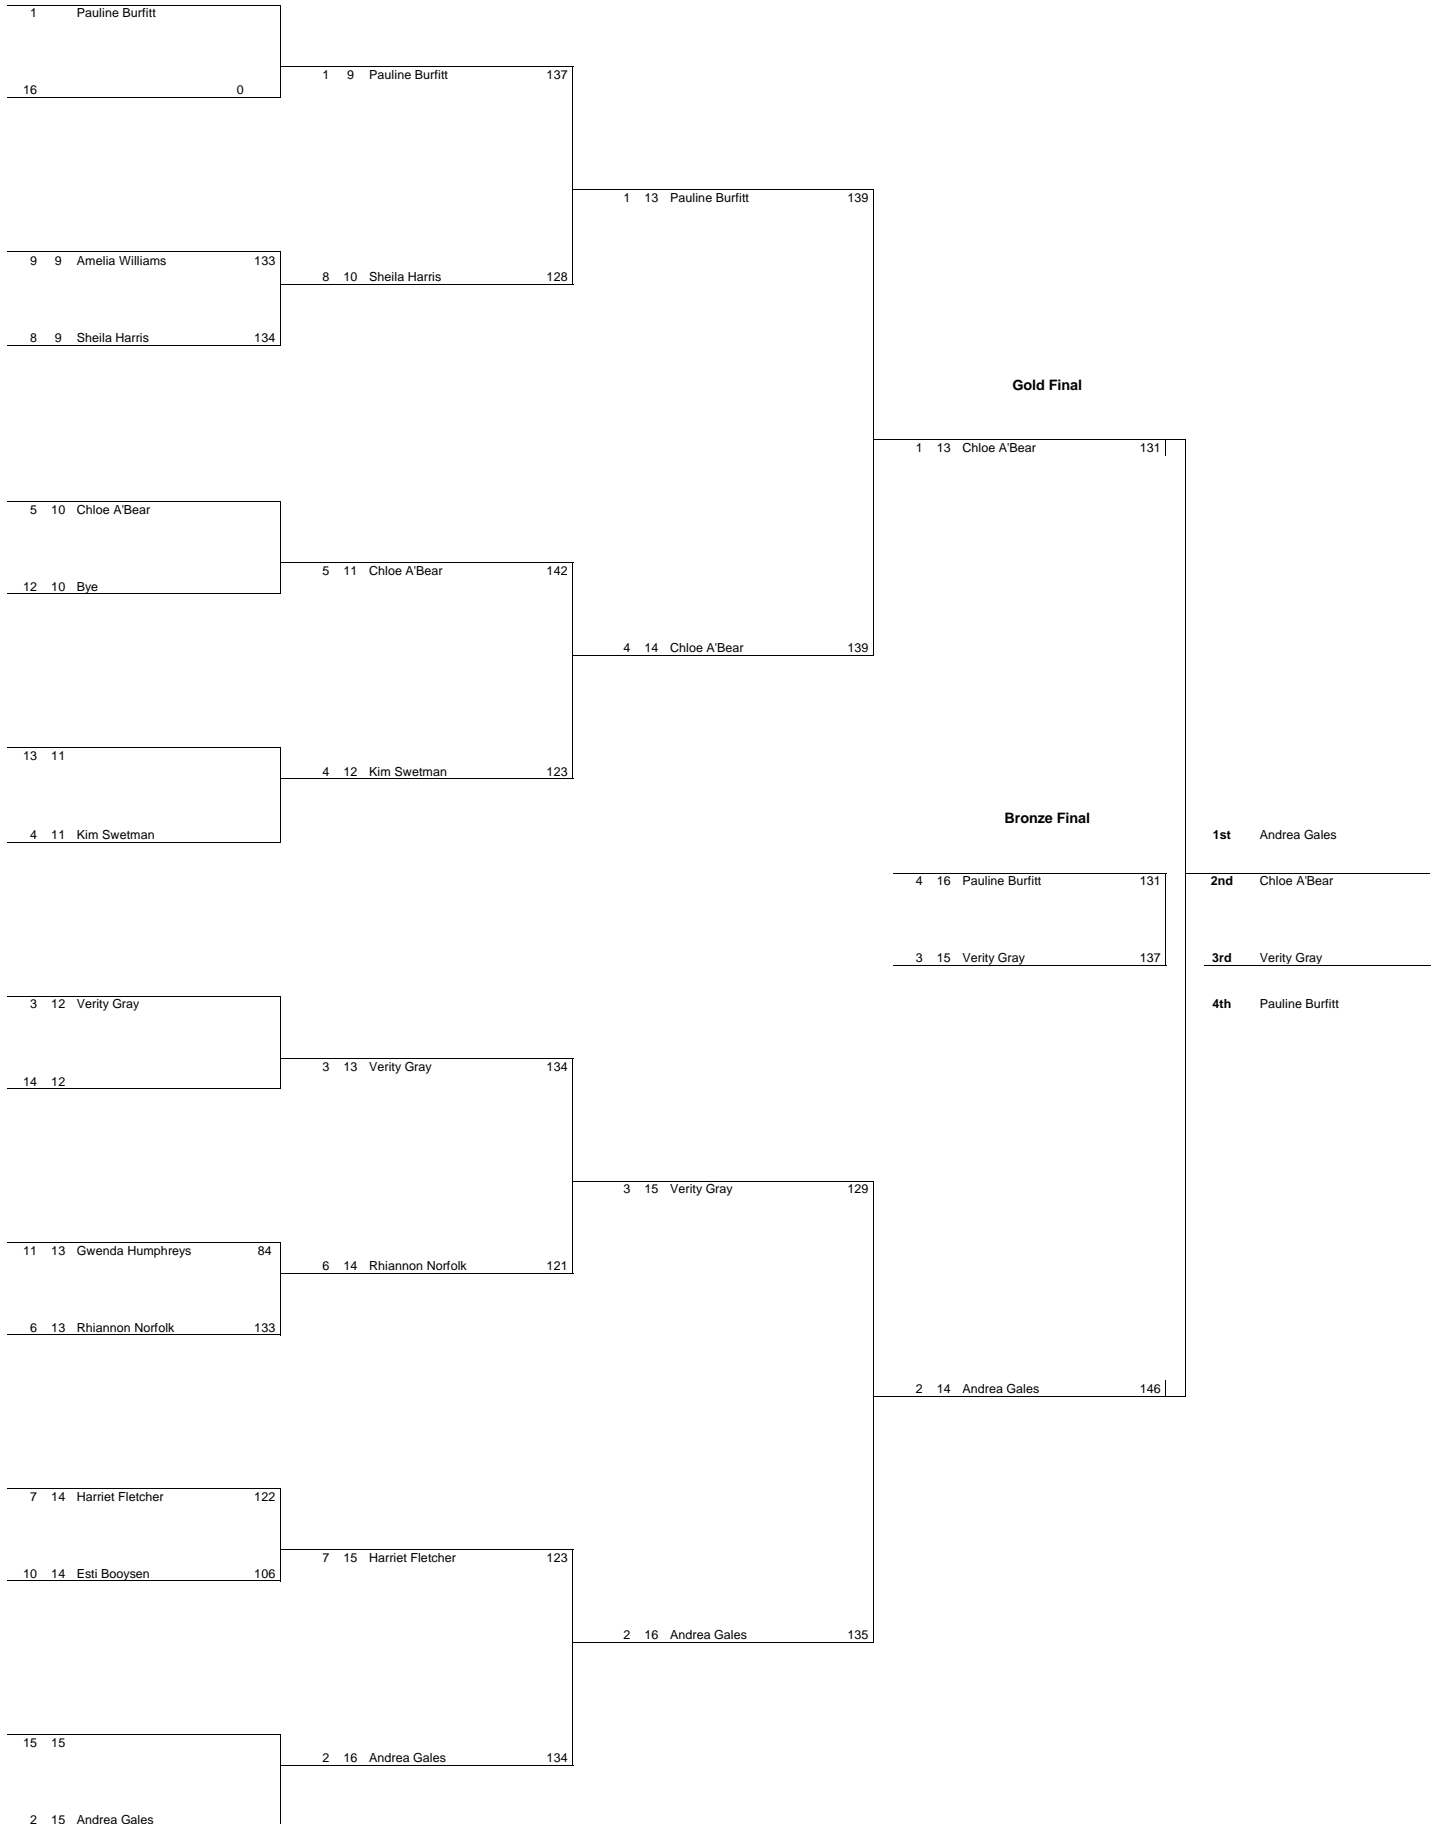 1 Pauline Burfitt
1 9 Pauline Burfitt 137
16 0
1 13 Pauline Burfitt 139
9 9 Amelia Williams 133
8 10 Sheila Harris 128
8 9 Sheila Harris 134
Gold Final
1 13 Chloe A'Bear 131
5 10 Chloe A'Bear
5 11 Chloe A'Bear 142
12 10 Bye
4 14 Chloe A'Bear 139
13 11
4 12 Kim Swetman 123
Bronze Final
4 11 Kim Swetman
1st Andrea Gales
4 16 Pauline Burfitt 131
2nd Chloe A'Bear
3 15 Verity Gray 137
3rd Verity Gray
3 12 Verity Gray
4th Pauline Burfitt
3 13 Verity Gray 134
14 12
3 15 Verity Gray 129
11 13 Gwenda Humphreys 84
6 14 Rhiannon Norfolk 121
6 13 Rhiannon Norfolk 133
2 14 Andrea Gales 146
7 14 Harriet Fletcher 122
7 15 Harriet Fletcher 123
10 14 Esti Booysen 106
2 16 Andrea Gales 135
15 15
2 16 Andrea Gales 134
2 15 Andrea Gales